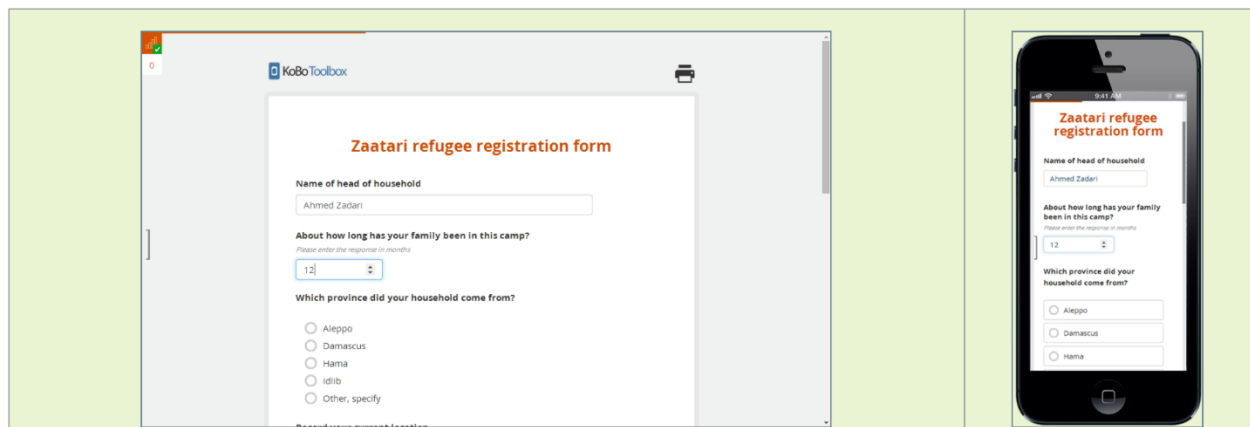 0
KoBoToolbox
Zaatari refugee registration form
Name of head of household
Ahmed Zadari
About how long has your family been in this camp?
Please enter the response in months
12
Which province did your household come from?
Aleppo
Damascus
Hama
Idlib
Other, specify
Record your current location
9:41 AM
Zaatari refugee
registration form
Name of head of household
Ahmed Zadari
About how long has your family
been in this camp?
Please enter the response in months
12
Which province did your
household come from?
Aleppo
Damascus
Hama